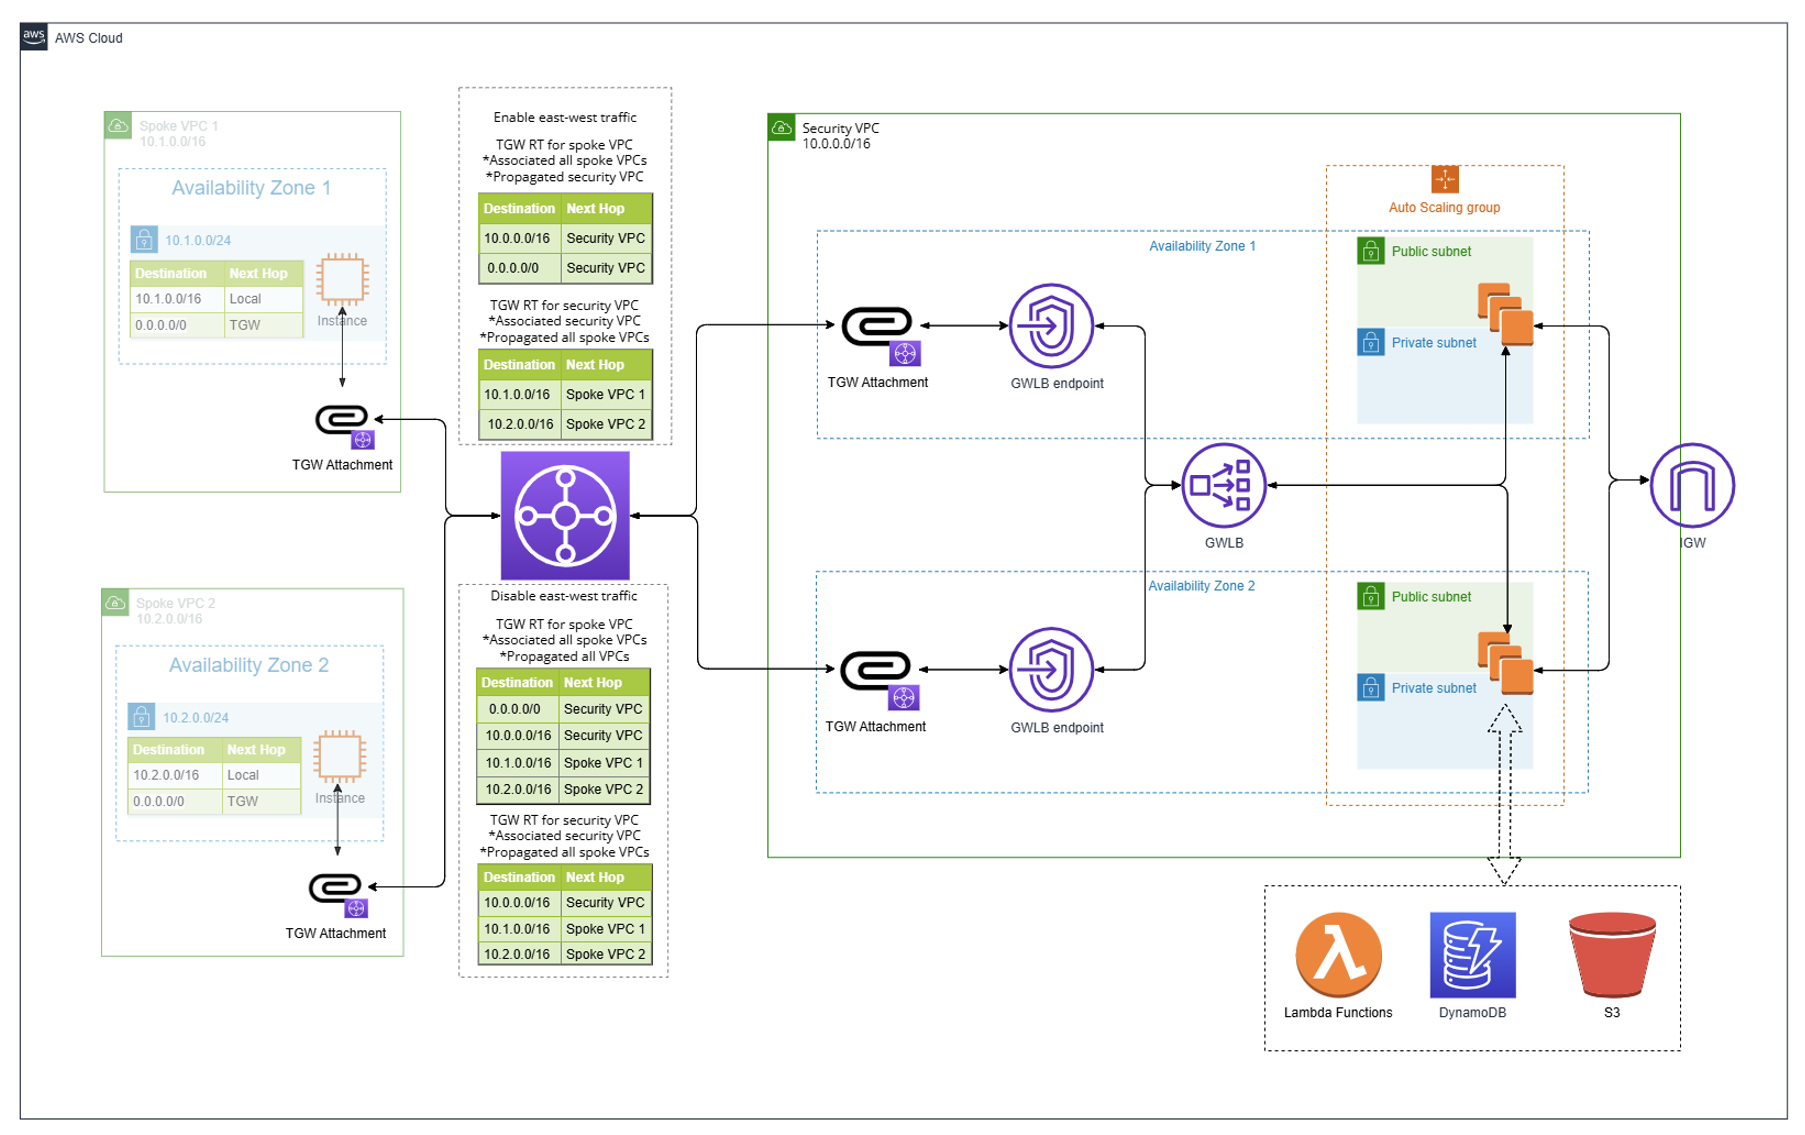 aws
AWS Cloud
Spoke VPC 1
10.1.0.0/16
Availability Zone 1
10.1.0.0/24
Destination Next Hop
10.1.0.0/16 Local
0.0.0.0/0 TGW
Instance
TGW Attachment
Spoke VPC 2
10.2.0.0/16
Availability Zone 2
10.2.0.0/24
Destination Next Hop
10.2.0.0/16 Local
0.0.0.0/0 TGW
Instance
TGW Attachment
Enable east-west traffic
TGW RT for spoke VPC
*Associated all spoke VPCs
*Propagated security VPC
Destination Next Hop
10.0.0.0/16 Security VPC
0.0.0.0/0 Security VPC
TGW RT for security VPC
*Associated security VPC
*Propagated all spoke VPCs
Destination Next Hop
10.1.0.0/16 Spoke VPC 1
10.2.0.0/16 Spoke VPC 2
Disable east-west traffic
TGW RT for spoke VPC
*Associated all spoke VPCs
*Propagated all VPCs
Destination Next Hop
0.0.0.0/0 Security VPC
10.0.0.0/16 Security VPC
10.1.0.0/16 Spoke VPC 1
10.2.0.0/16 Spoke VPC 2
TGW RT for security VPC
*Associated security VPC
*Propagated all spoke VPCs
Destination Next Hop
10.0.0.0/16 Security VPC
10.1.0.0/16 Spoke VPC 1
10.2.0.0/16 Spoke VPC 2
Security VPC
10.0.0.0/16
Auto Scaling group
Availability Zone 1
Public subnet
Private subnet
TGW Attachment
GWLB endpoint
GWLB
IGW
Availability Zone 2
Public subnet
Private subnet
TGW Attachment
GWLB endpoint
Lambda Functions
DynamoDB
S3